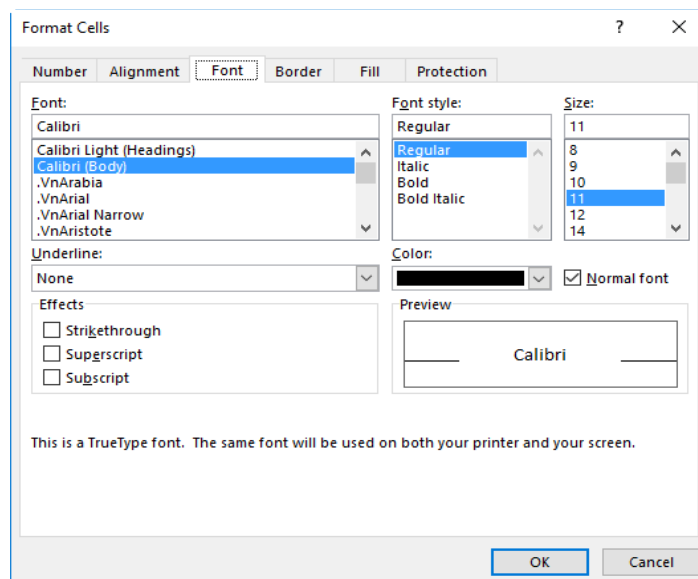 Format Cells ? ×
Number Alignment Font Border Fill Protection
Font: Font style: Size:
Calibri Regular 11
Calibri Light (Headings) Regular 8
Calibri (Body) Italic 9
.VnArabia Bold 10
.VnArial Bold Italic 11
.VnArial Narrow 12
.VnAristote 14
Underline: Color:
None Normal font
Effects Preview
Strikethrough
Superscript Calibri
Subscript
This is a TrueType font. The same font will be used on both your printer and your screen.
OK Cancel